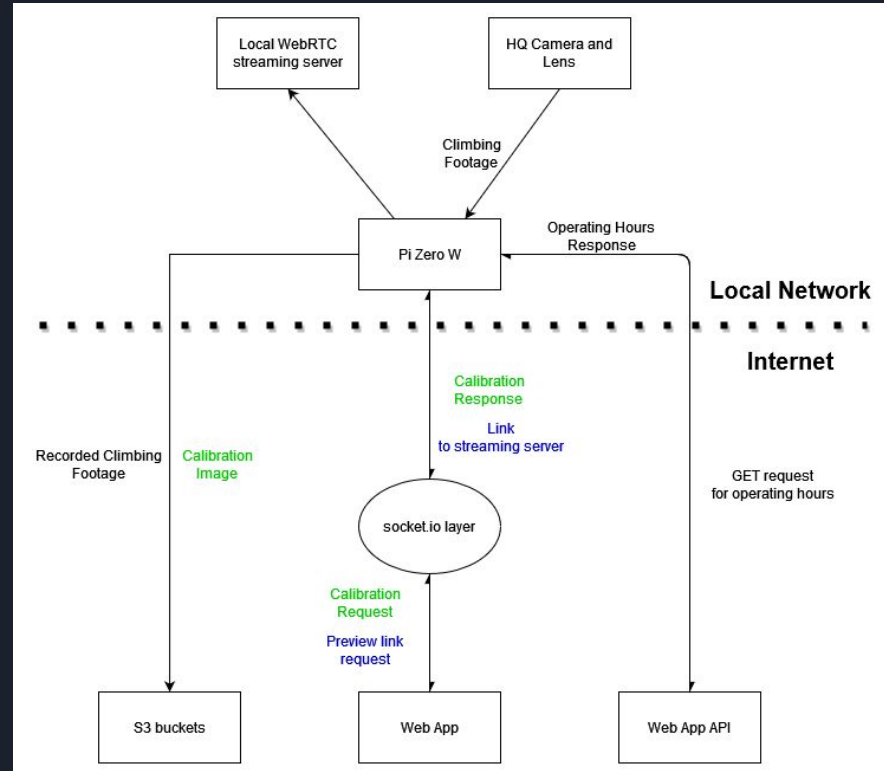 Local WebRTC
streaming server
HQ Camera and
Lens
Climbing
Footage
Pi Zero W
Operating Hours
Response
Local Network
Internet
Calibration
Response
Link
to streaming server
Recorded Climbing
Footage
Calibration
Image
GET request
for operating hours
socket.io layer
Calibration
Request
Preview link
request
S3 buckets
Web App
Web App API